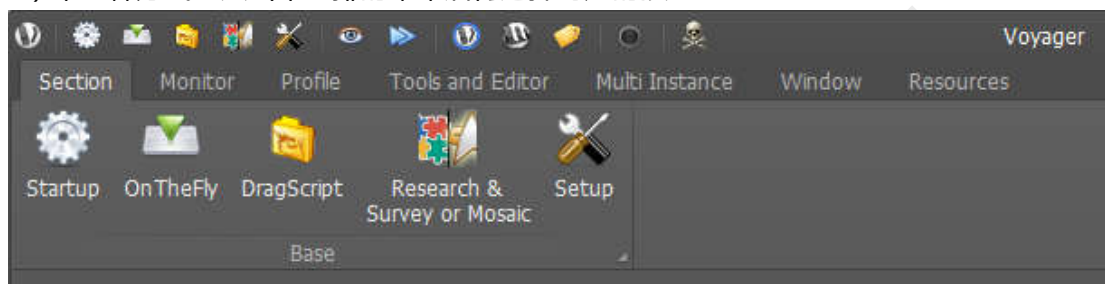 Voyager
Section Monitor Profile Tools and Editor Multi Instance Window Resources
Startup OnTheFly DragScript Research & Setup
Survey or Mosaic
Base